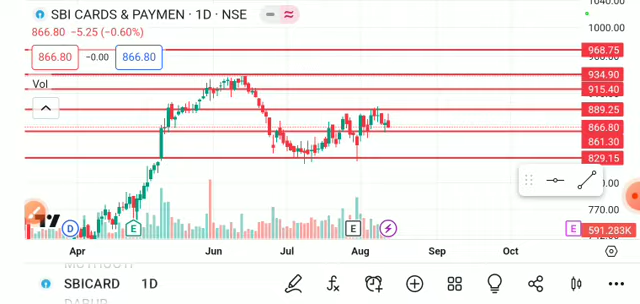 1040.00
SBI CARDS & PAYMEN · 1D · NSE
1000.00
866.80 −5.25 (−0.60%)
968.75
866.80 −0.00 866.80
934.90
Vol
915.40
889.25
866.80
861.30
829.15
770.00
D E E E 591.283K
Apr Jun Jul Aug Sep Oct
MUTHOOTF
SBICARD 1D
DABUR